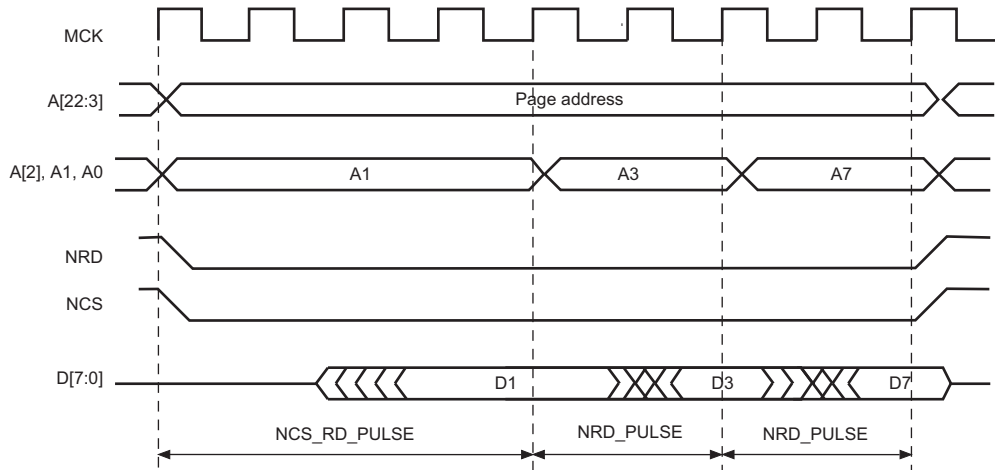 MCK
A[22:3]
Page address
A[2], A1, A0
A1
A3
A7
NRD
NCS
D[7:0]
D1
D3
D7
NCS_RD_PULSE
NRD_PULSE
NRD_PULSE